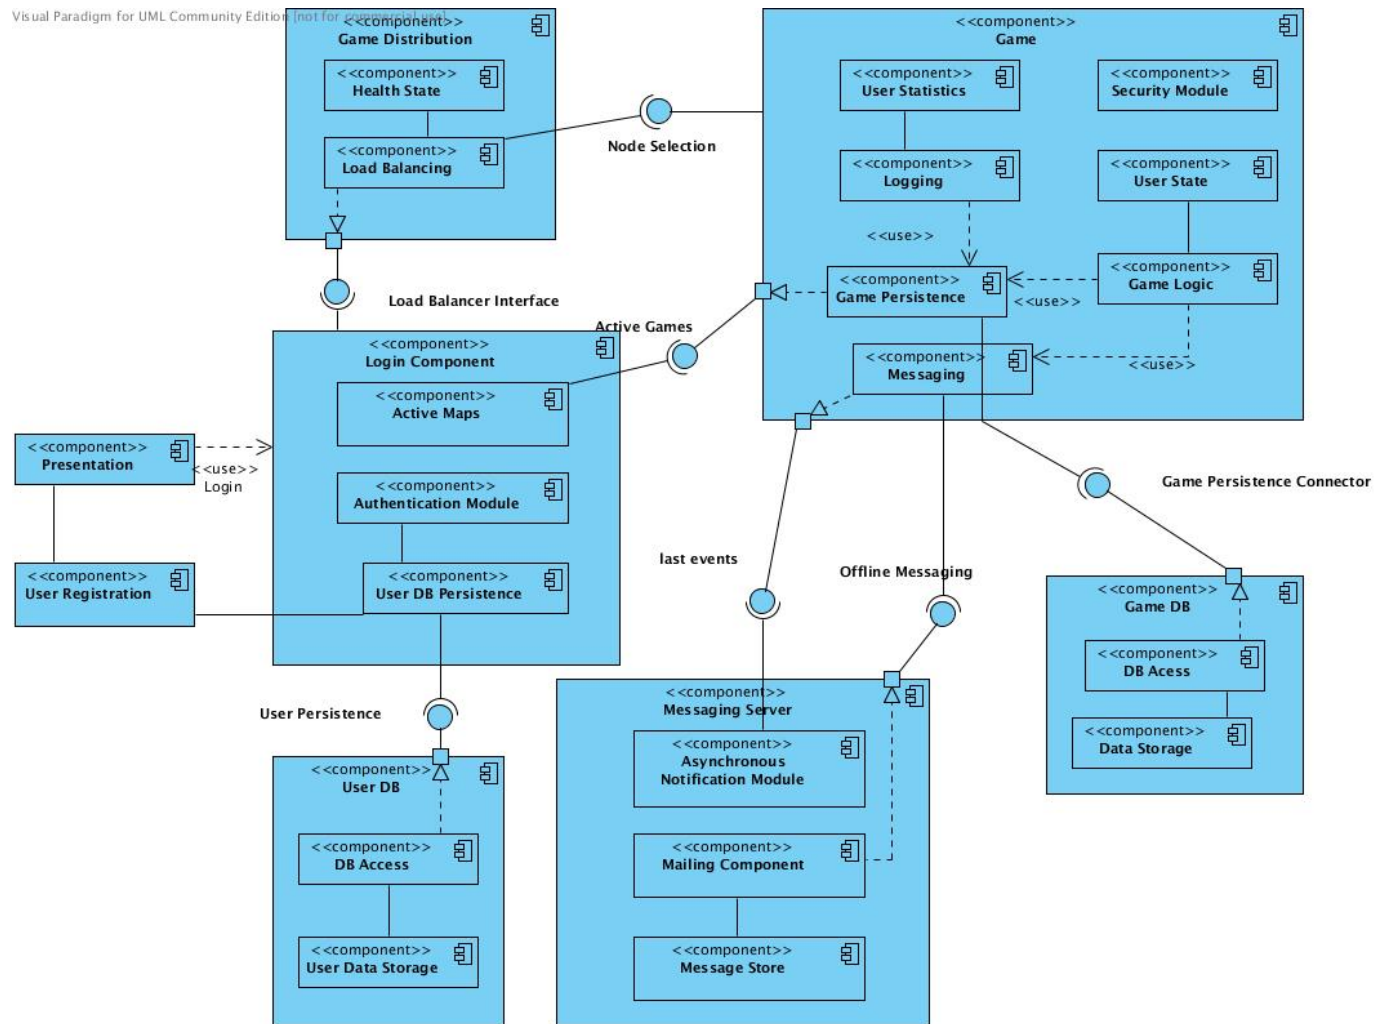 Visual Paradigm for UML Community Edition [not for commercial use]
<<component>>
Game Distribution
<<component>>
Health State
<<component>>
Load Balancing
Node Selection
<<component>>
Game
<<component>>
User Statistics
<<component>>
Security Module
<<component>>
Logging
<<component>>
User State
<<use>>
<<component>>
Game Persistence
<<use>>
<<component>>
Game Logic
<<component>>
Messaging
<<use>>
Load Balancer Interface
Active Games
<<component>>
Login Component
<<component>>
Active Maps
<<component>>
Authentication Module
<<component>>
User DB Persistence
<<component>>
Presentation
<<use>>
Login
<<component>>
User Registration
last events
Offline Messaging
Game Persistence Connector
User Persistence
<<component>>
User DB
<<component>>
DB Access
<<component>>
User Data Storage
<<component>>
Messaging Server
<<component>>
Asynchronous
Notification Module
<<component>>
Mailing Component
<<component>>
Message Store
<<component>>
Game DB
<<component>>
DB Acess
<<component>>
Data Storage